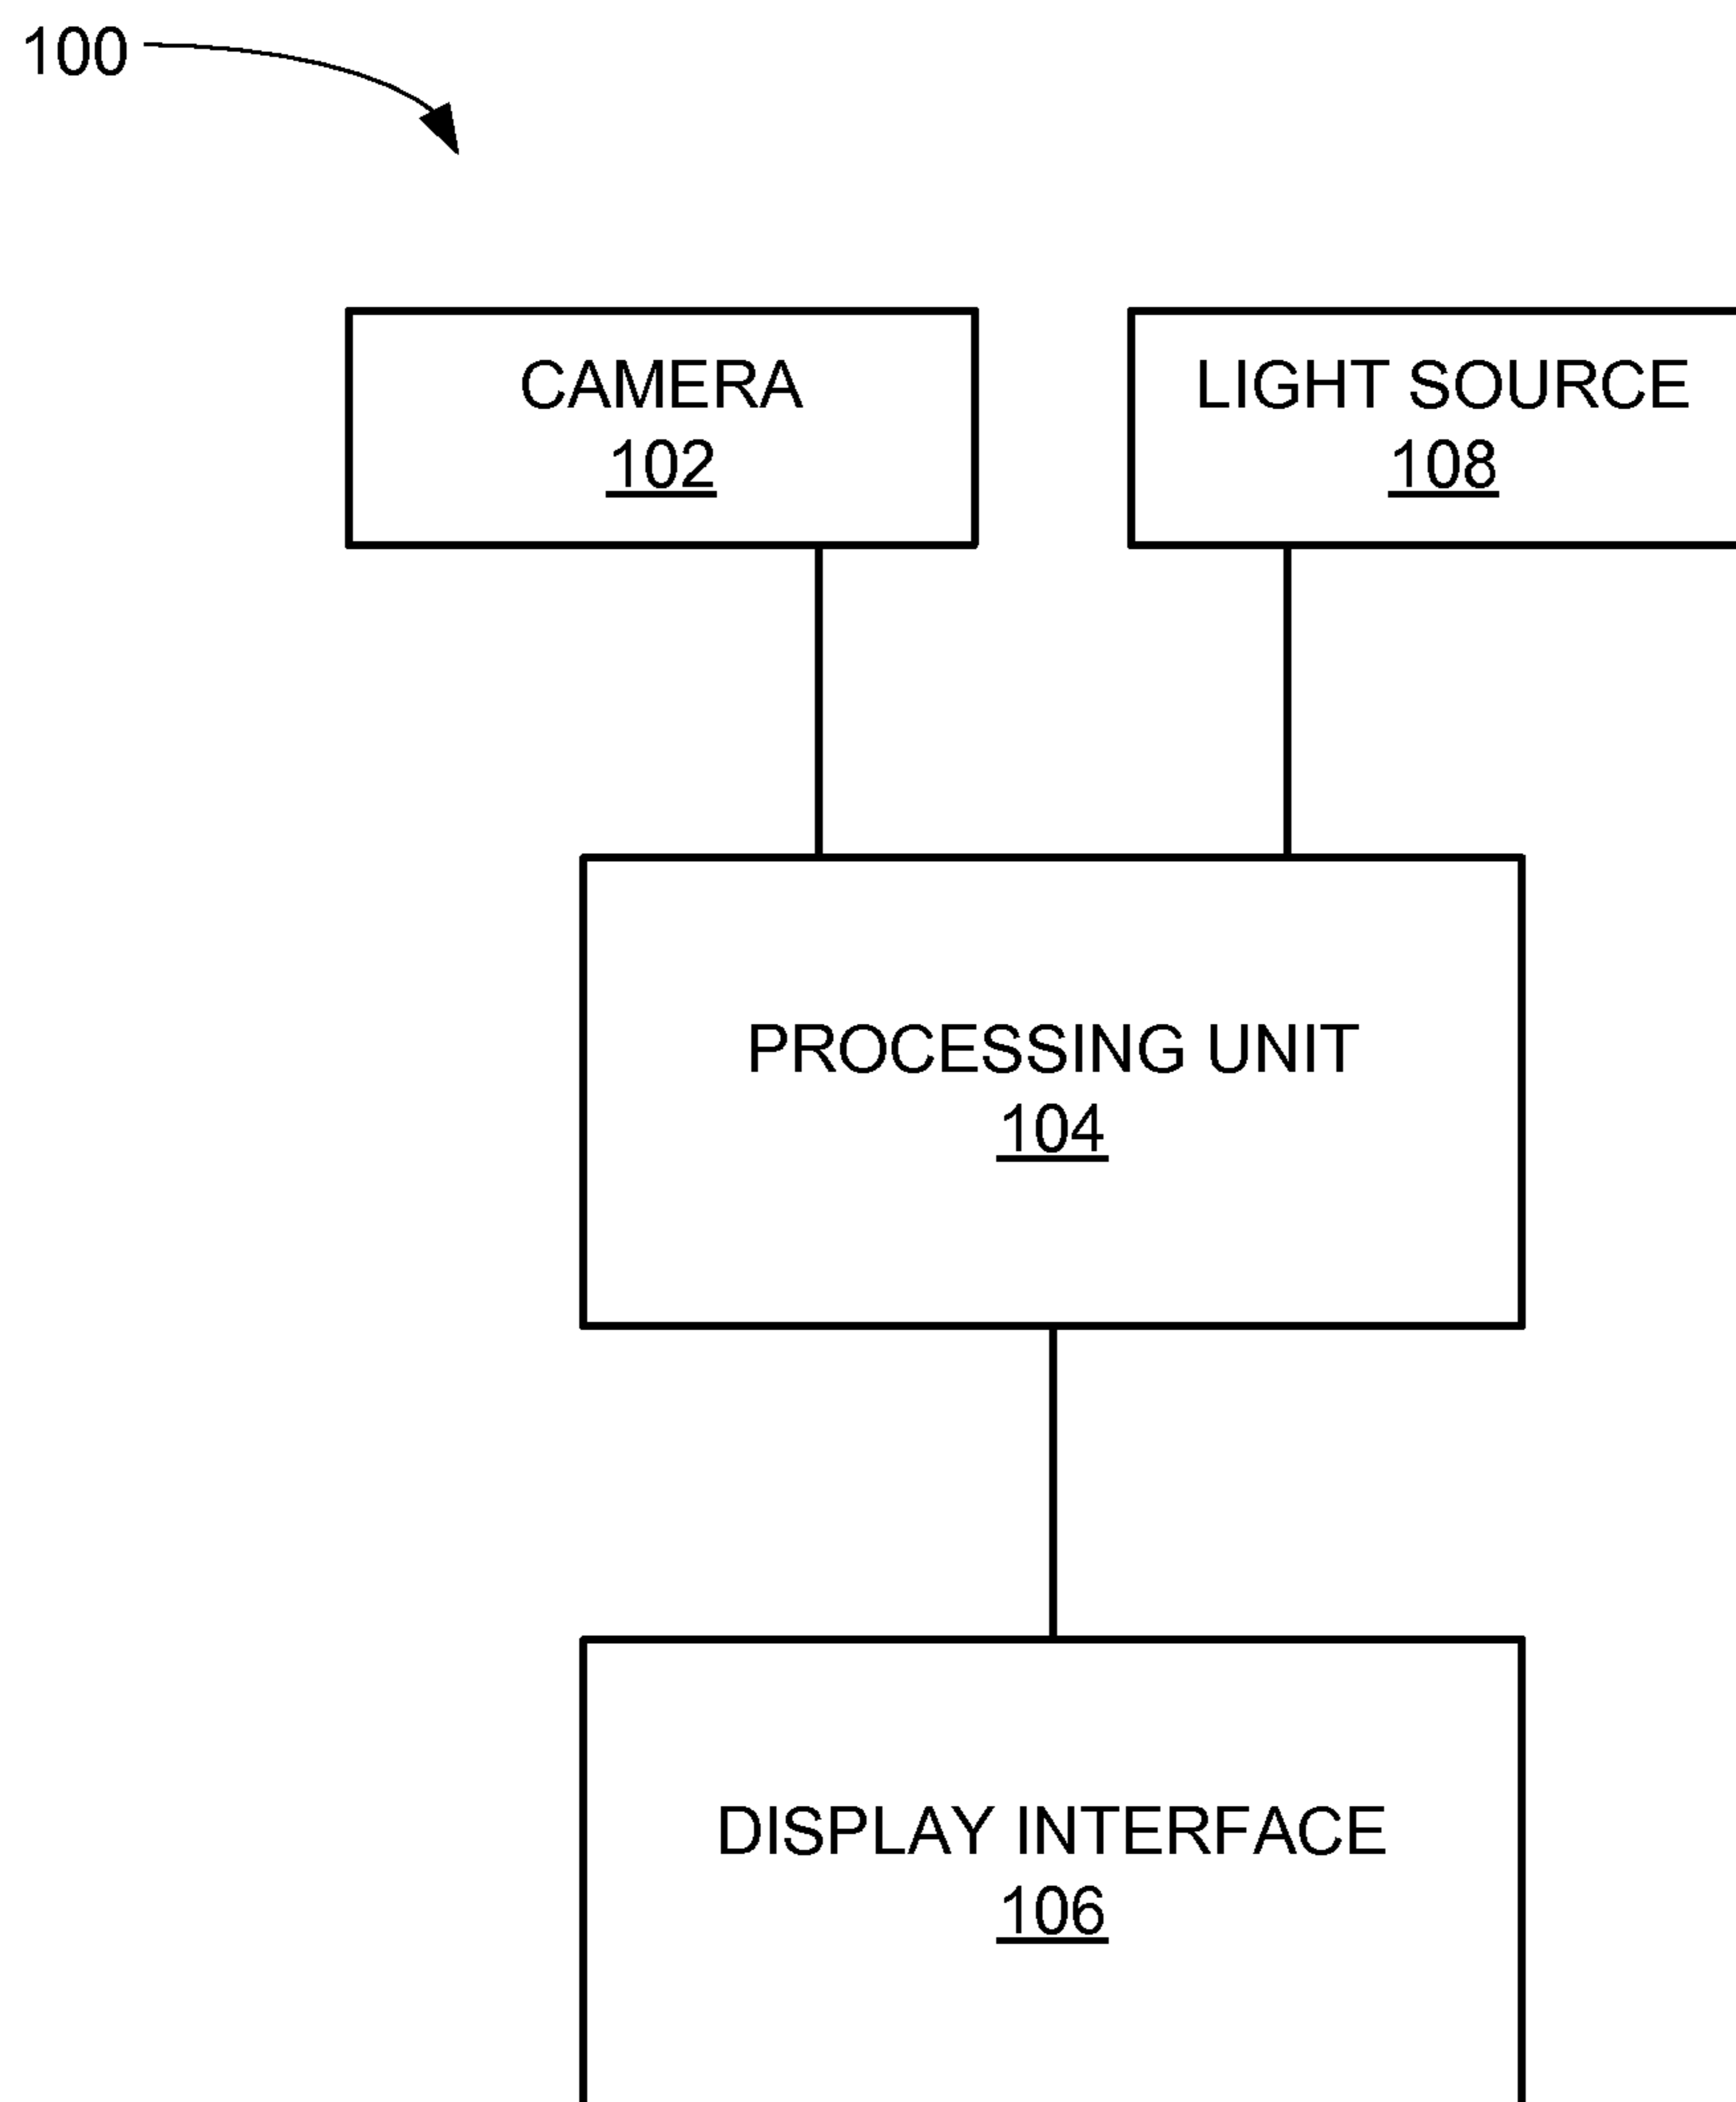 100
CAMERA
102
LIGHT SOURCE
108
PROCESSING UNIT
104
DISPLAY INTERFACE
106